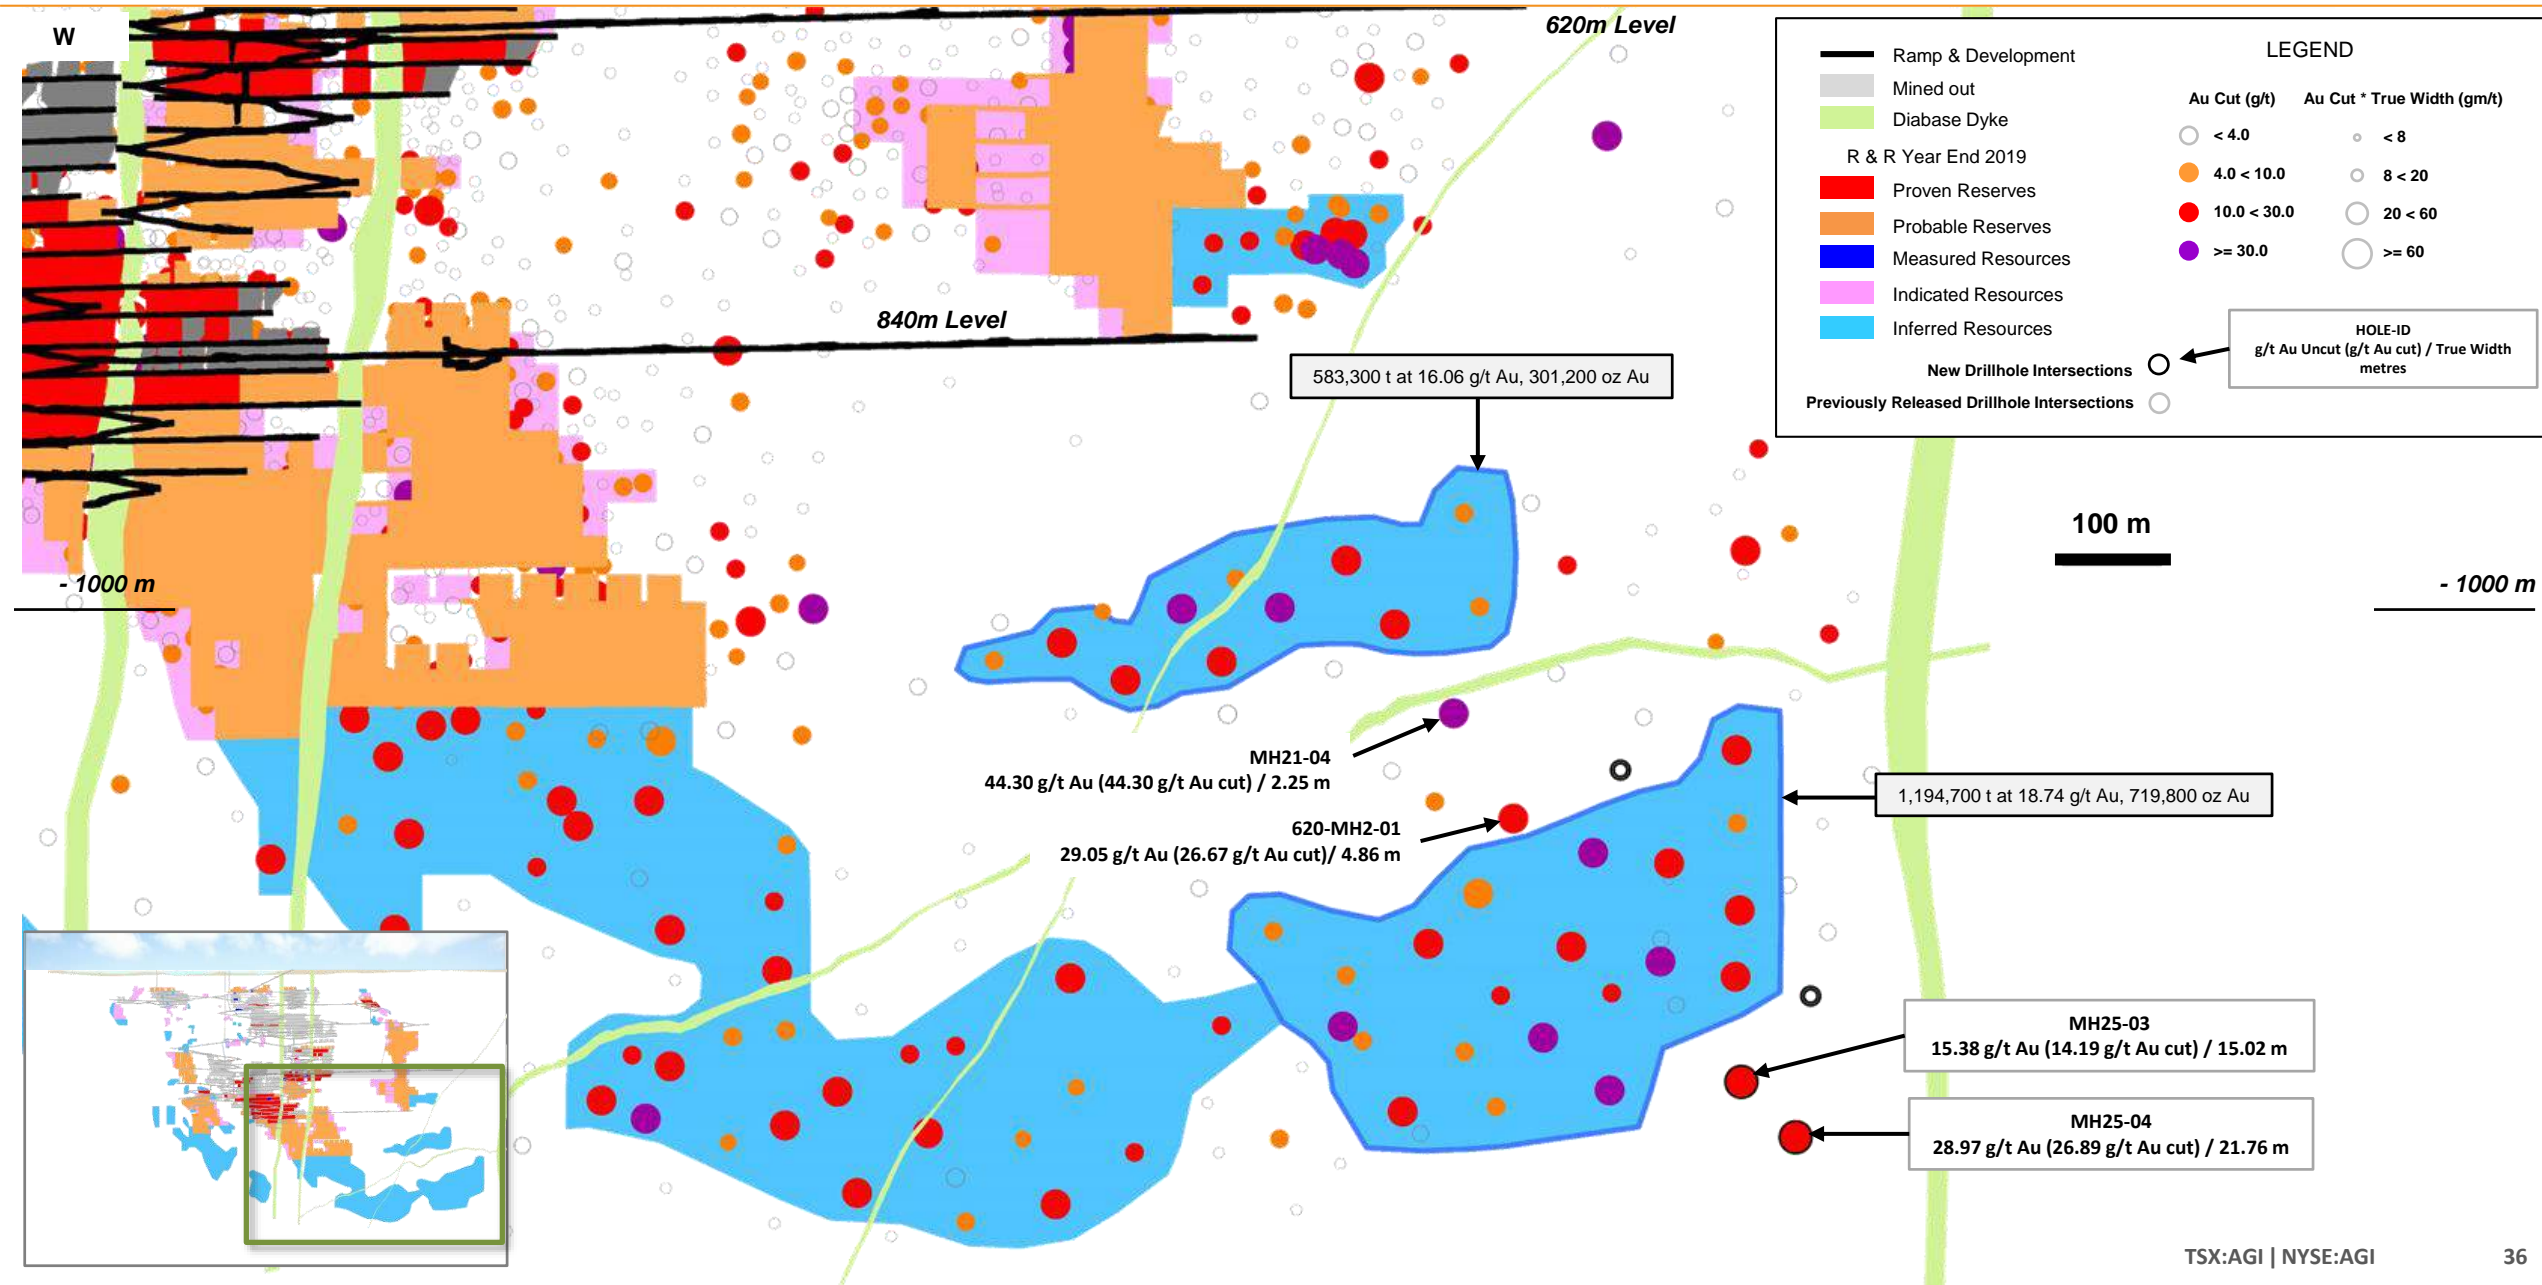 W
620m Level
LEGEND
Ramp & Development
Mined out
Diabase Dyke
R & R Year End 2019
Proven Reserves
Probable Reserves
Measured Resources
Indicated Resources
Inferred Resources
Au Cut (g/t) Au Cut * True Width (gm/t)
< 4.0 < 8
4.0 < 10.0 8 < 20
10.0 < 30.0 20 < 60
>= 30.0 >= 60
New Drillhole Intersections
Previously Released Drillhole Intersections
HOLE-ID
g/t Au Uncut (g/t Au cut) / True Width
metres
840m Level
583,300 t at 16.06 g/t Au, 301,200 oz Au
100 m
- 1000 m
- 1000 m
MH21-04
44.30 g/t Au (44.30 g/t Au cut) / 2.25 m
1,194,700 t at 18.74 g/t Au, 719,800 oz Au
620-MH2-01
29.05 g/t Au (26.67 g/t Au cut)/ 4.86 m
MH25-03
15.38 g/t Au (14.19 g/t Au cut) / 15.02 m
MH25-04
28.97 g/t Au (26.89 g/t Au cut) / 21.76 m
TSX:AGI | NYSE:AGI 36